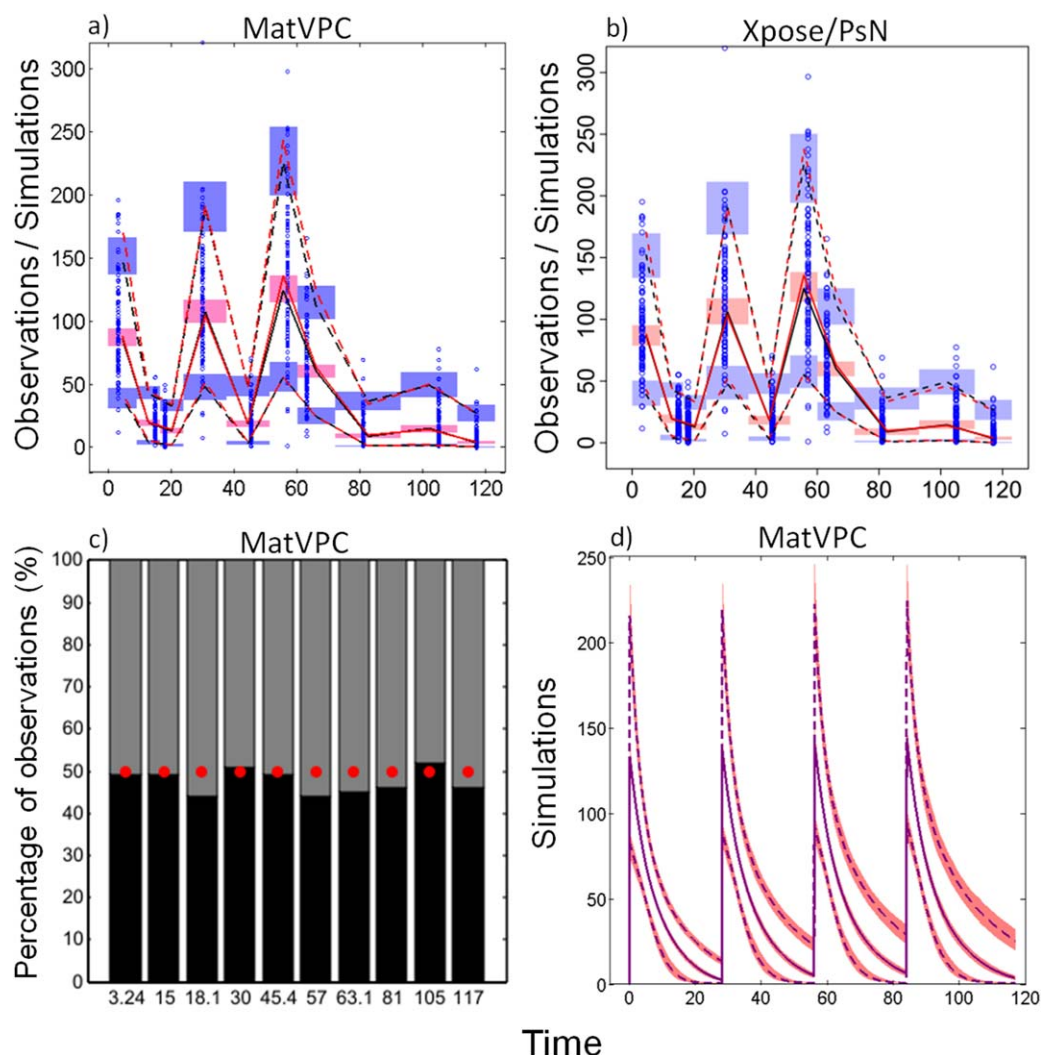 a) MatVPC
b) Xpose/PsN
Observations / Simulations
300
250
200
150
100
50
0
0 20 40 60 80 100 120
Observations / Simulations
300
250
200
150
100
50
0
0 20 40 60 80 100 120
c) MatVPC
d) MatVPC
Percentage of observations (%)
100
90
80
70
60
50
40
30
20
10
0
3.24 15 18.1 30 45.4 57 63.1 81 105 117
Simulations
250
200
150
100
50
0
0 20 40 60 80 100 120
Time